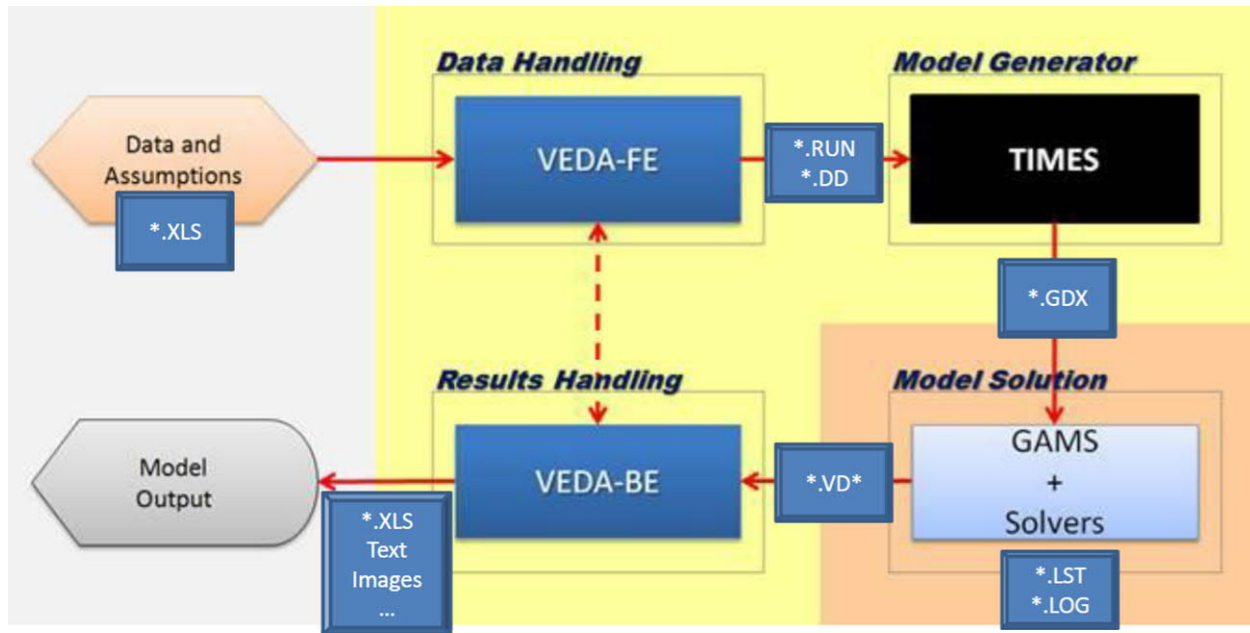 Data Handling
Model Generator
Data and
Assumptions
*.XLS
VEDA-FE
*.RUN
*.DD
TIMES
*.GDX
Results Handling
Model Solution
Model
Output
*.XLS
Text
Images
...
VEDA-BE
*.VD*
GAMS
+
Solvers
*.LST
*.LOG